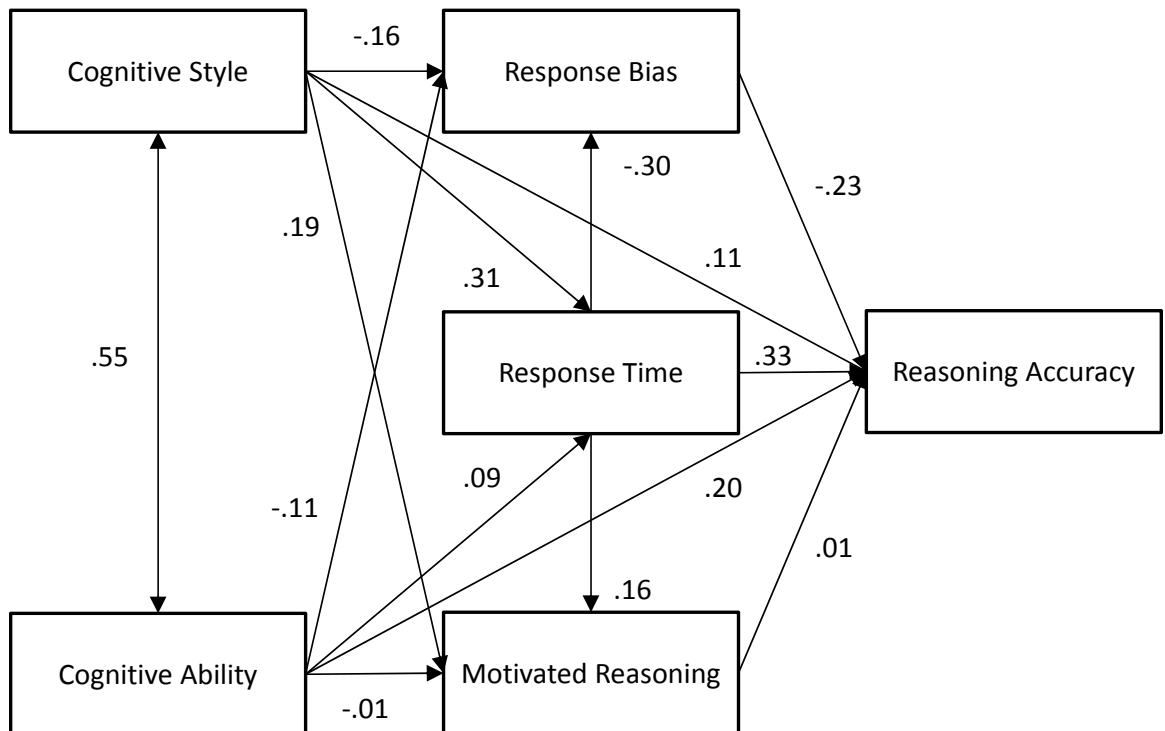 -.16
Cognitive Style
Response Bias
-.30
-.23
.19
.11
.31
.55
Response Time
.33
Reasoning Accuracy
.09
.20
-.11
.01
.16
Cognitive Ability
Motivated Reasoning
-.01